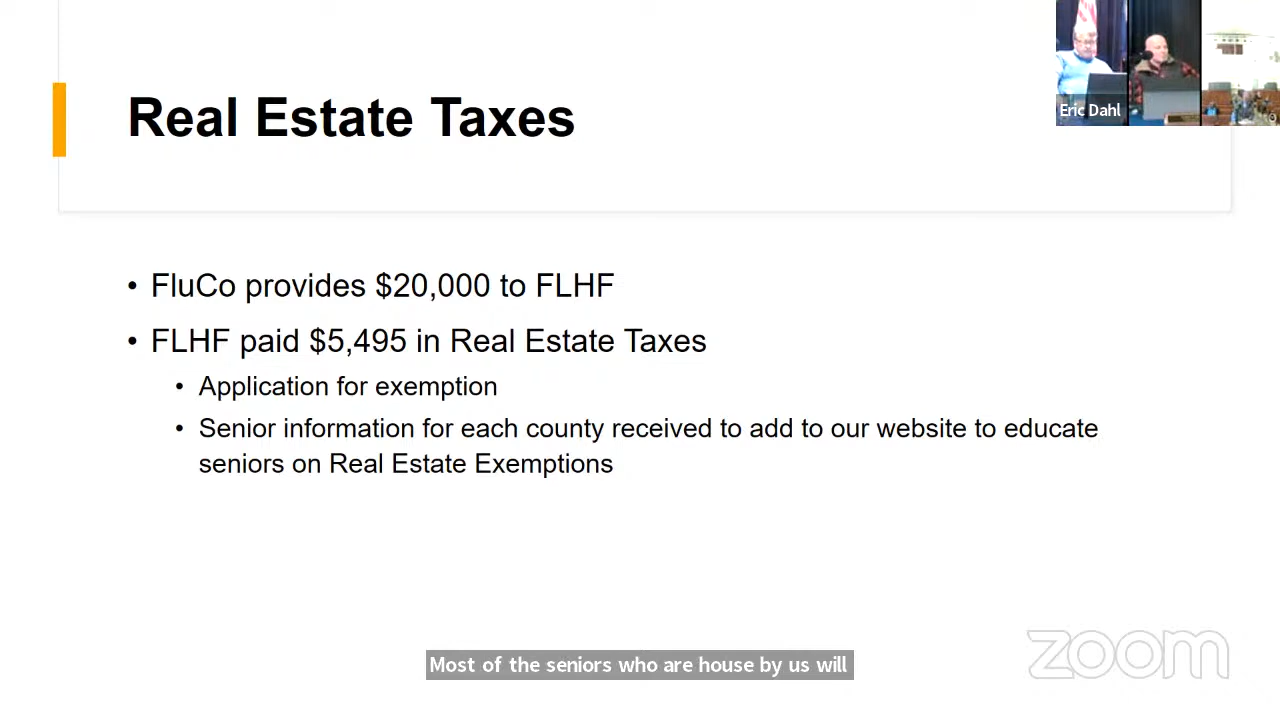 Eric Dahl
Real Estate Taxes
• FluCo provides $20,000 to FLHF
• FLHF paid $5,495 in Real Estate Taxes
• Application for exemption
• Senior information for each county received to add to our website to educate
seniors on Real Estate Exemptions
Most of the seniors who are house by us will
zoom